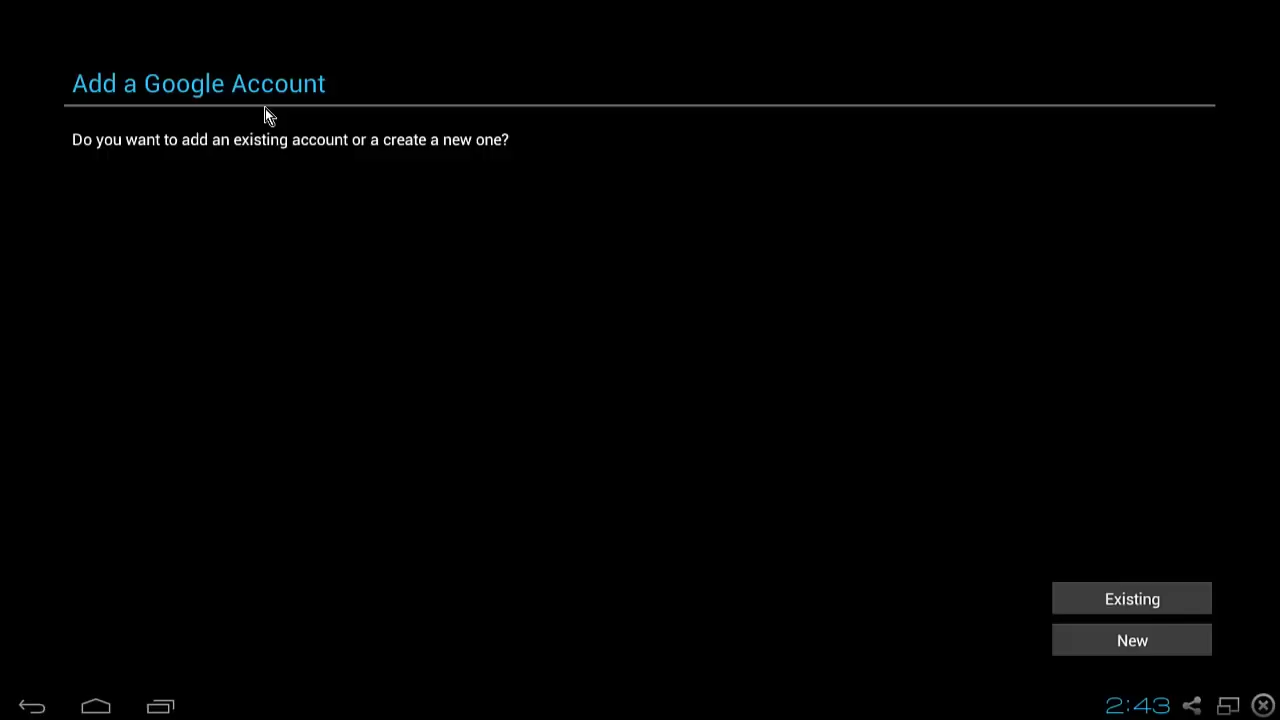 Add a Google Account
Do you want to add an existing account or a create a new one?
Existing
New
2:43